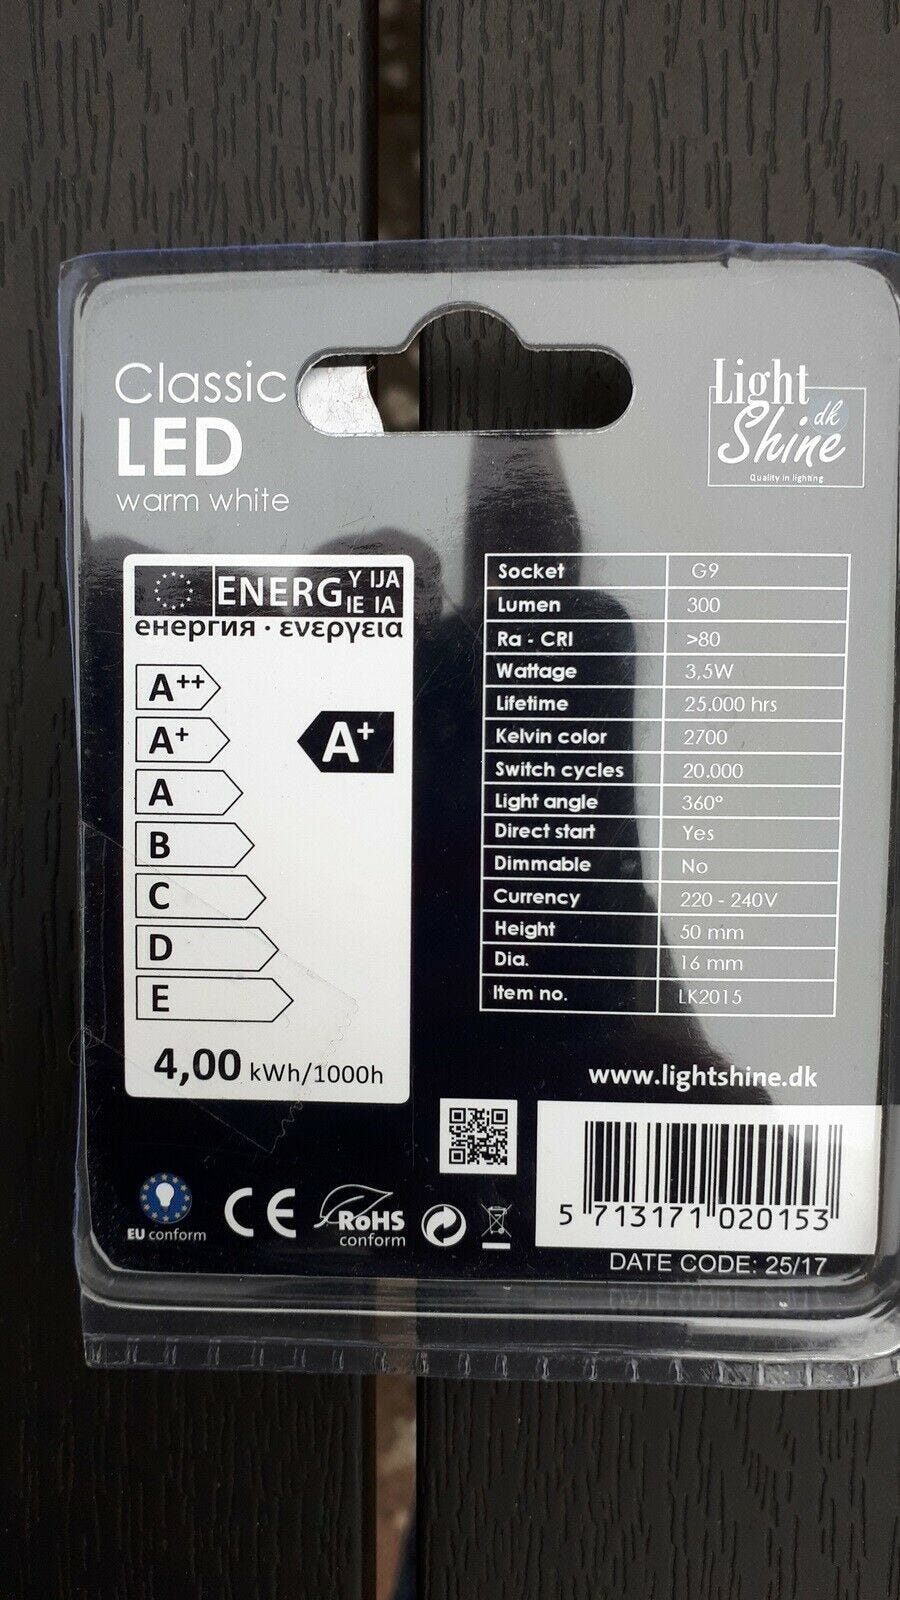 Classic
LED
warm white
Light
Shine dk
Quality in lighting
ENERG Y IJA
IE IA
енергия · ενεργεια
A++
A+
A+
A
B
C
D
E
4,00 kWh/1000h
Socket G9
Lumen 300
Ra - CRI >80
Wattage 3,5W
Lifetime 25.000 hrs
Kelvin color 2700
Switch cycles 20.000
Light angle 360°
Direct start Yes
Dimmable No
Currency 220 - 240V
Height 50 mm
Dia. 16 mm
Item no. LK2015
www.lightshine.dk
EU conform
CE
RoHS
conform
5 713171 020153
DATE CODE: 25/17